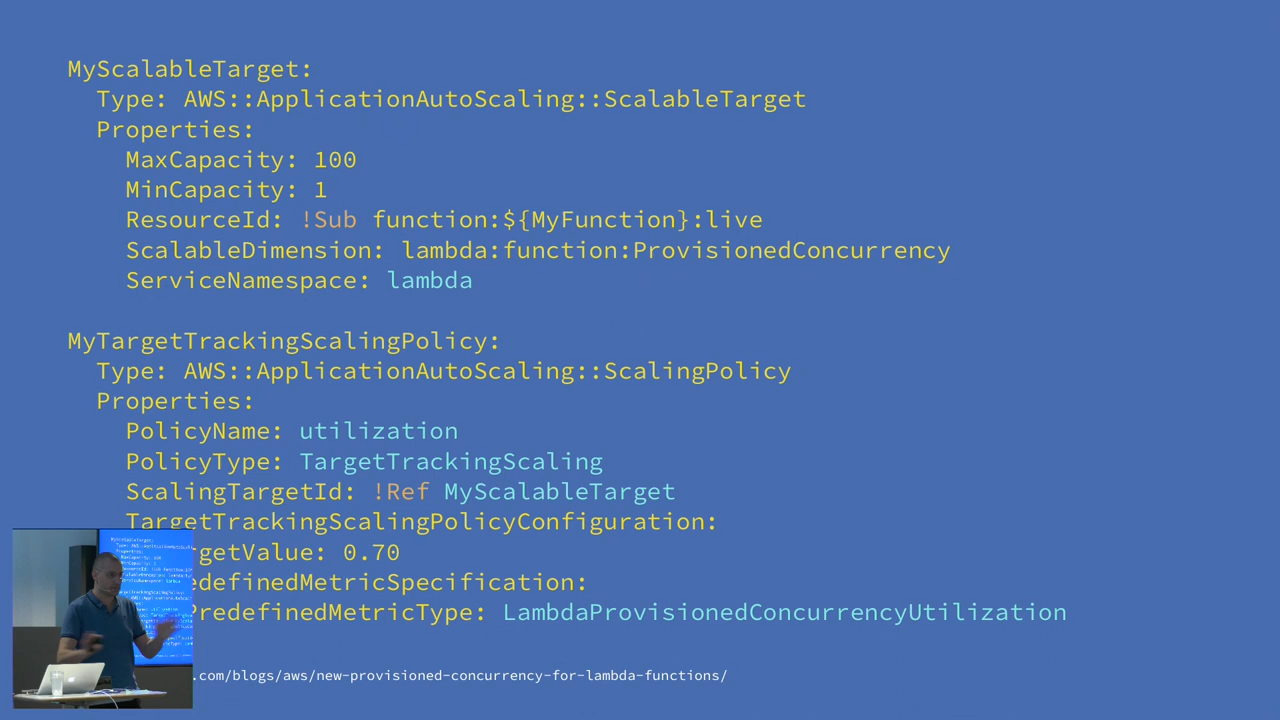 MyScalableTarget:
Type: AWS::ApplicationAutoScaling::ScalableTarget
Properties:
MaxCapacity: 100
MinCapacity: 1
ResourceId: !Sub function:${MyFunction}:live
ScalableDimension: lambda:function:ProvisionedConcurrency
ServiceNamespace: lambda
MyTargetTrackingScalingPolicy:
Type: AWS::ApplicationAutoScaling::ScalingPolicy
Properties:
PolicyName: utilization
PolicyType: TargetTrackingScaling
ScalingTargetId: !Ref MyScalableTarget
TargetTrackingScalingPolicyConfiguration:
getValue: 0.70
edefinedMetricSpecification:
PredefinedMetricType: LambdaProvisionedConcurrencyUtilization
.com/blogs/aws/new-provisioned-concurrency-for-lambda-functions/